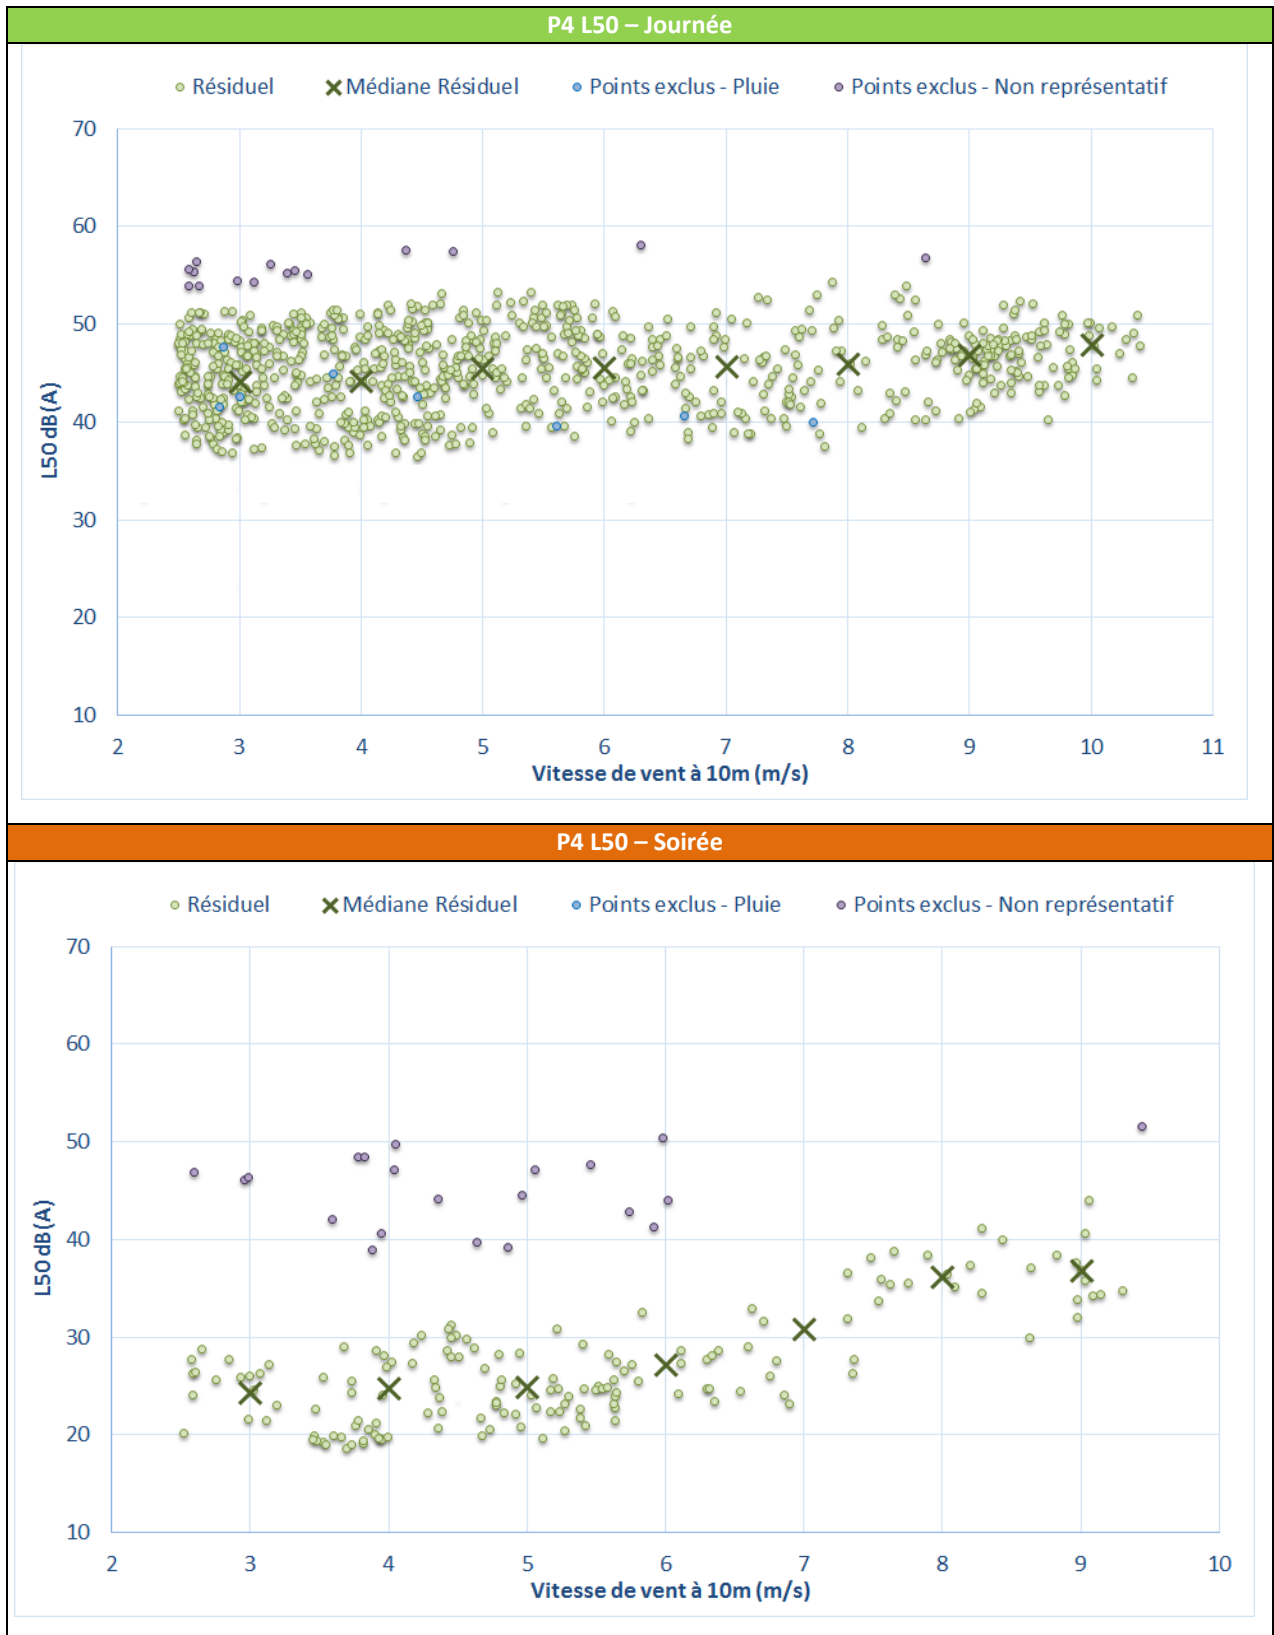 P4 L50 – Journée
Résiduel Médiane Résiduel Points exclus - Pluie Points exclus - Non représentatif
70
60
50
40
30
20
10
L50 dB(A)
2 3 4 5 6 7 8 9 10 11
Vitesse de vent à 10m (m/s)
P4 L50 – Soirée
Résiduel Médiane Résiduel Points exclus - Pluie Points exclus - Non représentatif
70
60
50
40
30
20
10
L50 dB(A)
2 3 4 5 6 7 8 9 10
Vitesse de vent à 10m (m/s)